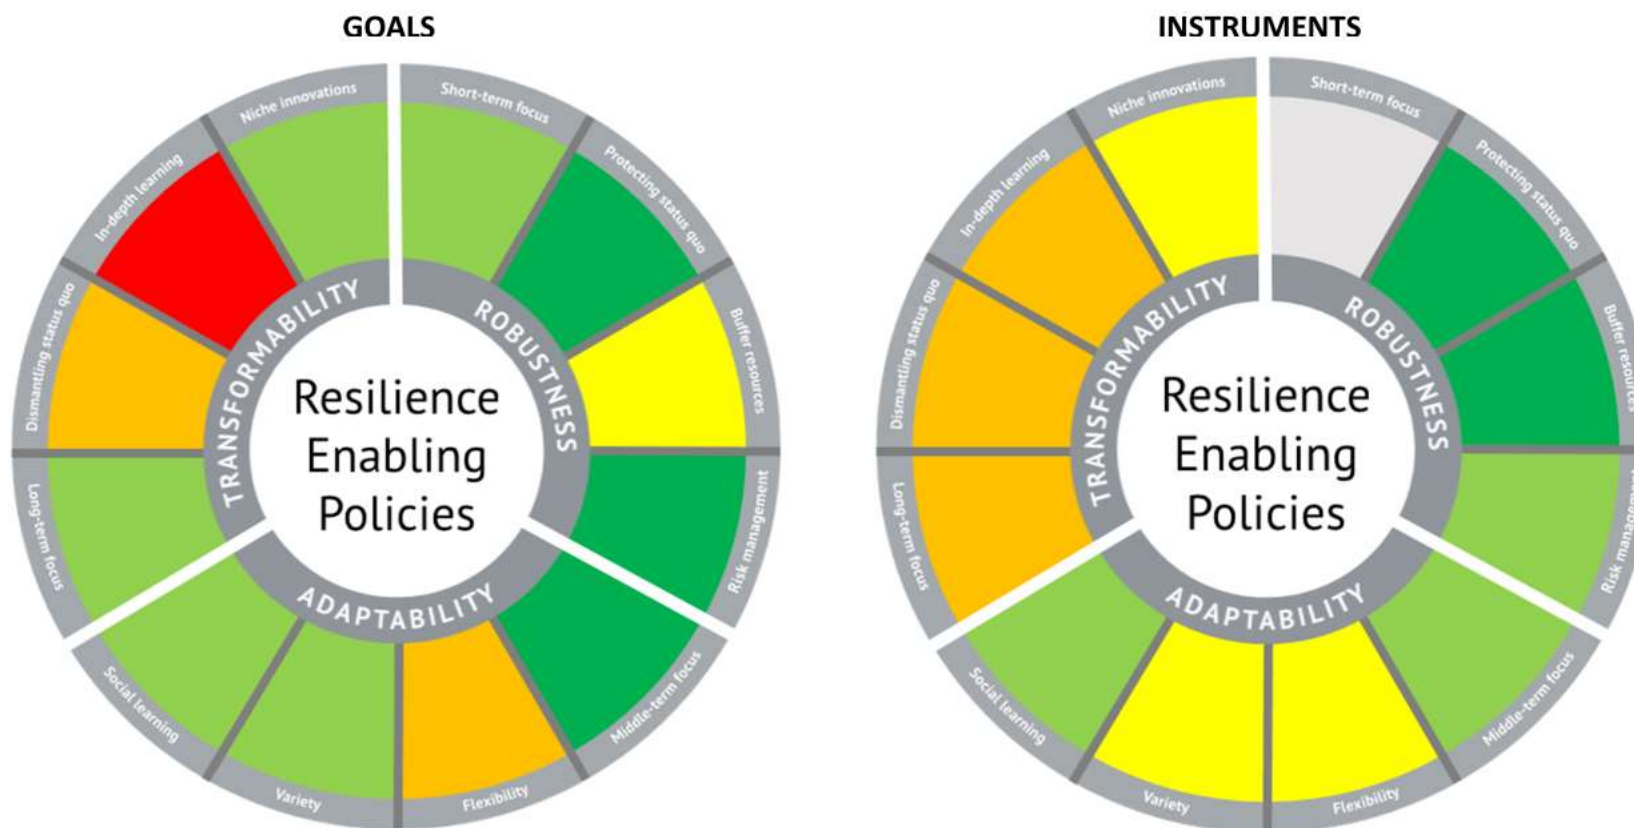 GOALS
Niche innovations
Short-term focus
In-depth learning
Protecting status quo
Dismantling status quo
Buffer resources
TRANSFORMABILITY
ROBUSTNESS
Resilience
Enabling
Policies
Long-term focus
Risk management
ADAPTABILITY
Social learning
Middle-term focus
Variety
Flexibility
INSTRUMENTS
Niche innovations
Short-term focus
In-depth learning
Protecting status quo
Dismantling status quo
Buffer resources
TRANSFORMABILITY
ROBUSTNESS
Resilience
Enabling
Policies
Long-term focus
Risk management
ADAPTABILITY
Social learning
Middle-term focus
Variety
Flexibility